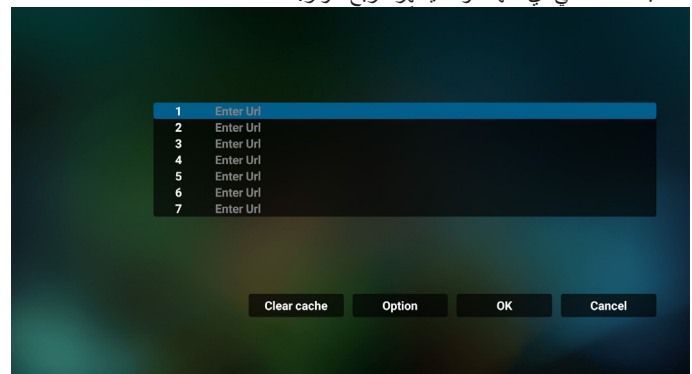 1 Enter Url
2 Enter Url
3 Enter Url
4 Enter Url
5 Enter Url
6 Enter Url
7 Enter Url
Clear cache Option OK Cancel